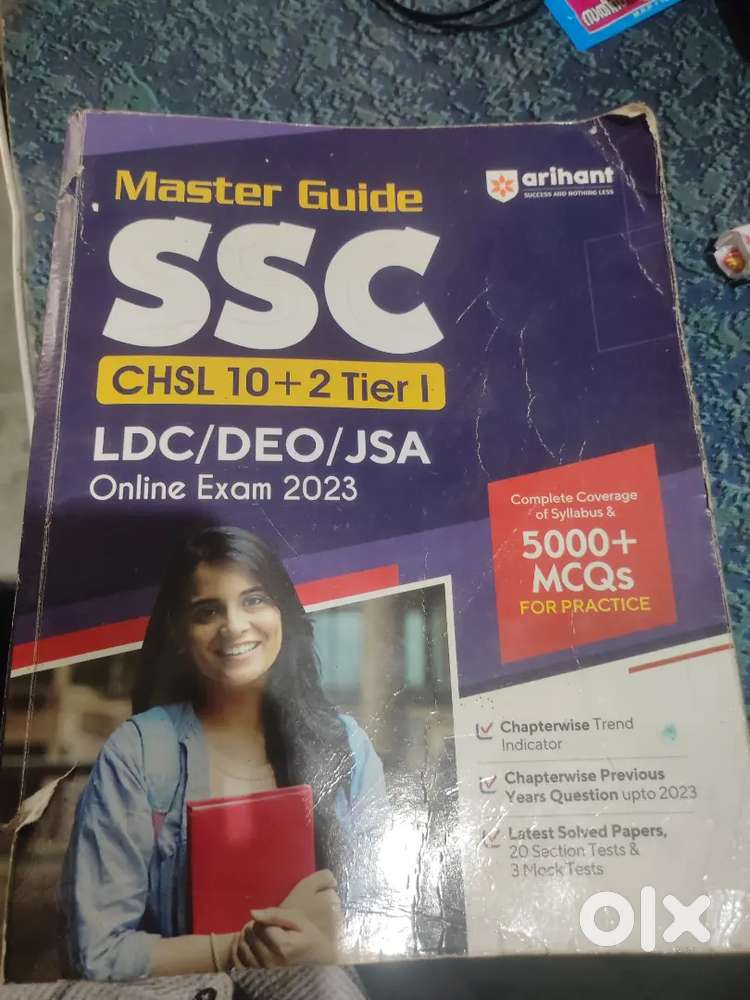 Master Guide
arihant
SUCCESS AND NOTHING LESS
SSC
CHSL 10+2 Tier I
LDC/DEO/JSA
Online Exam 2023
Complete Coverage
of Syllabus &
5000+
MCQs
FOR PRACTICE
Chapterwise Trend
Indicator
Chapterwise Previous
Years Question upto 2023
Latest Solved Papers,
20 Section Tests &
3 Mock Tests
olx